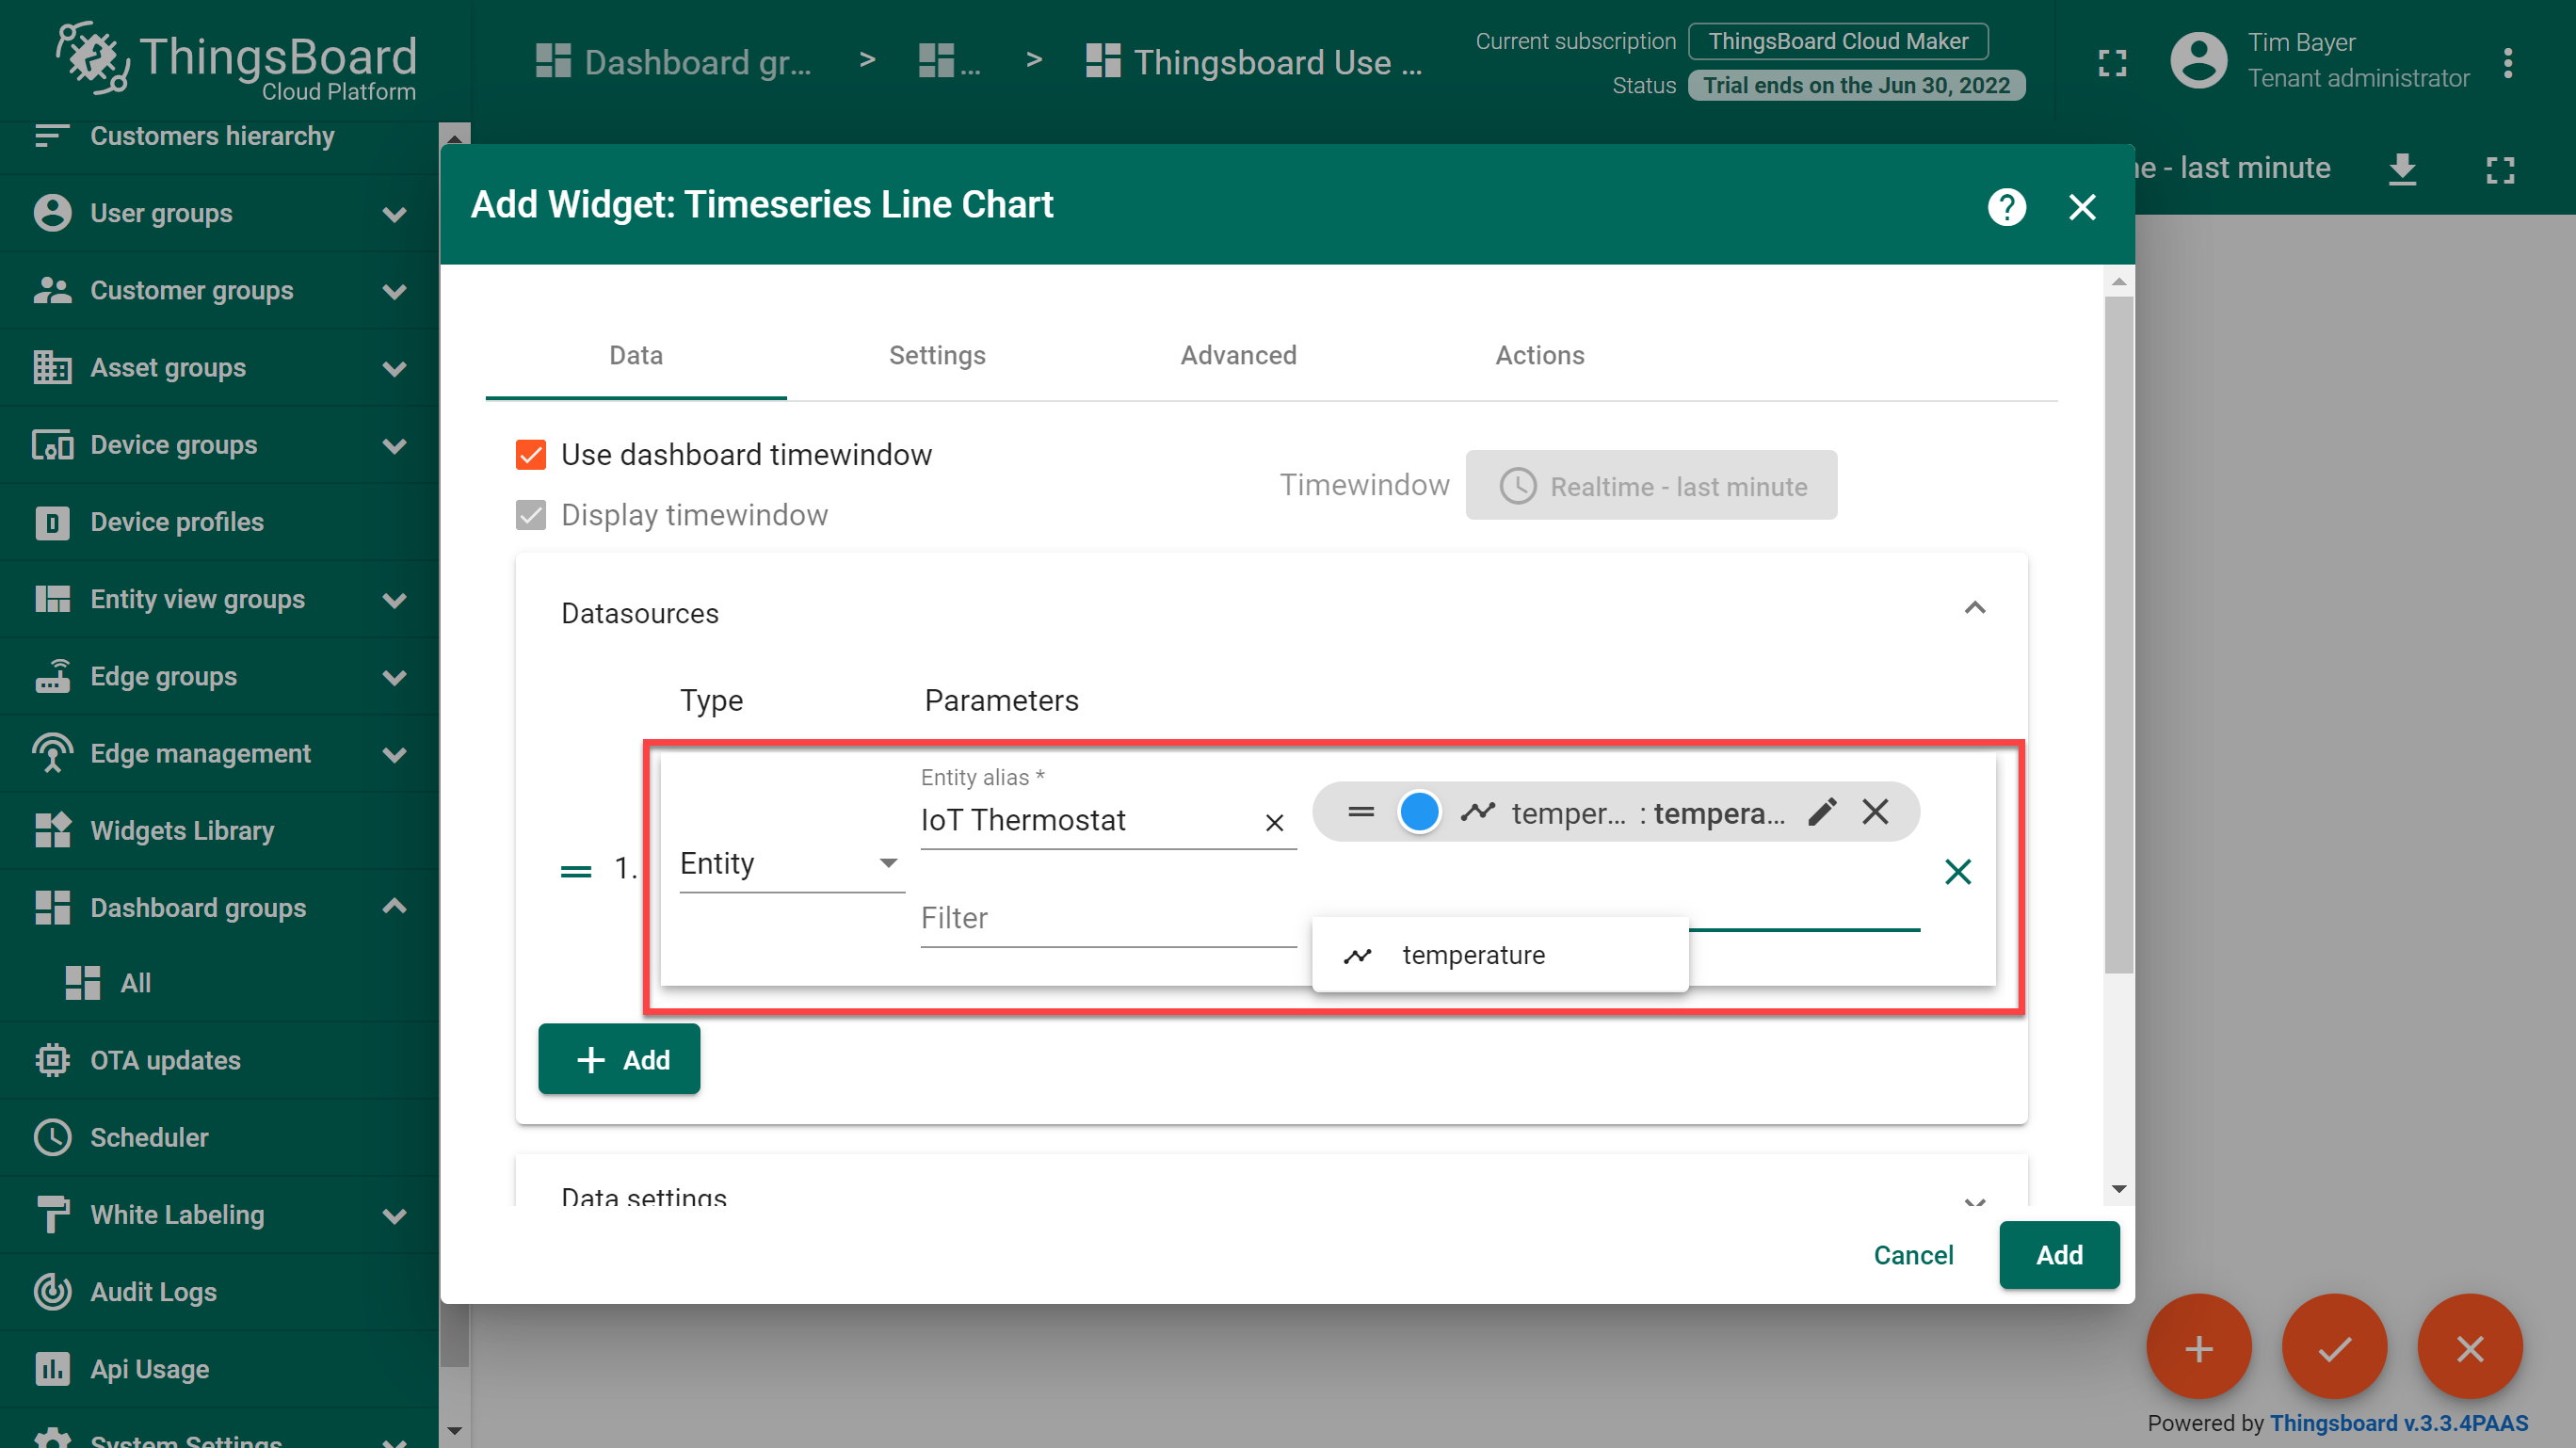 ThingsBoard
Cloud Platform
Dashboard gr... > ... > Thingsboard Use ...
Current subscription ThingsBoard Cloud Maker
Status Trial ends on the Jun 30, 2022
Tim Bayer
Tenant administrator
Customers hierarchy
User groups
Customer groups
Asset groups
Device groups
Device profiles
Entity view groups
Edge groups
Edge management
Widgets Library
Dashboard groups
All
OTA updates
Scheduler
White Labeling
Audit Logs
Api Usage
System Settings
- last minute
Add Widget: Timeseries Line Chart
Data Settings Advanced Actions
Use dashboard timewindow
Display timewindow
Timewindow Realtime - last minute
Datasources
Type Parameters
1.
Entity
Entity alias *
IoT Thermostat
temper... : tempera...
Filter
temperature
+ Add
Data settings
Cancel Add
Powered by Thingsboard v.3.3.4PAAS